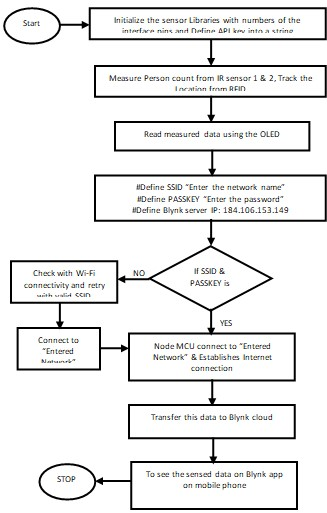 Start
Initialize the sensor Libraries with numbers of the
interface pins and Define API key into a string
Measure Person count from IR sensor 1 & 2, Track the
Location from RFID
Read measured data using the OLED
#Define SSID “Enter the network name”
#Define PASSKEY “Enter the password”
#Define Blynk server IP: 184.106.153.149
If SSID &
PASSKEY is
NO
Check with Wi-Fi
connectivity and retry
with valid SSID
YES
Connect to
“Entered
Network”
Node MCU connect to “Entered
Network” & Establishes Internet
connection
Transfer this data to Blynk cloud
To see the sensed data on Blynk app
on mobile phone
STOP